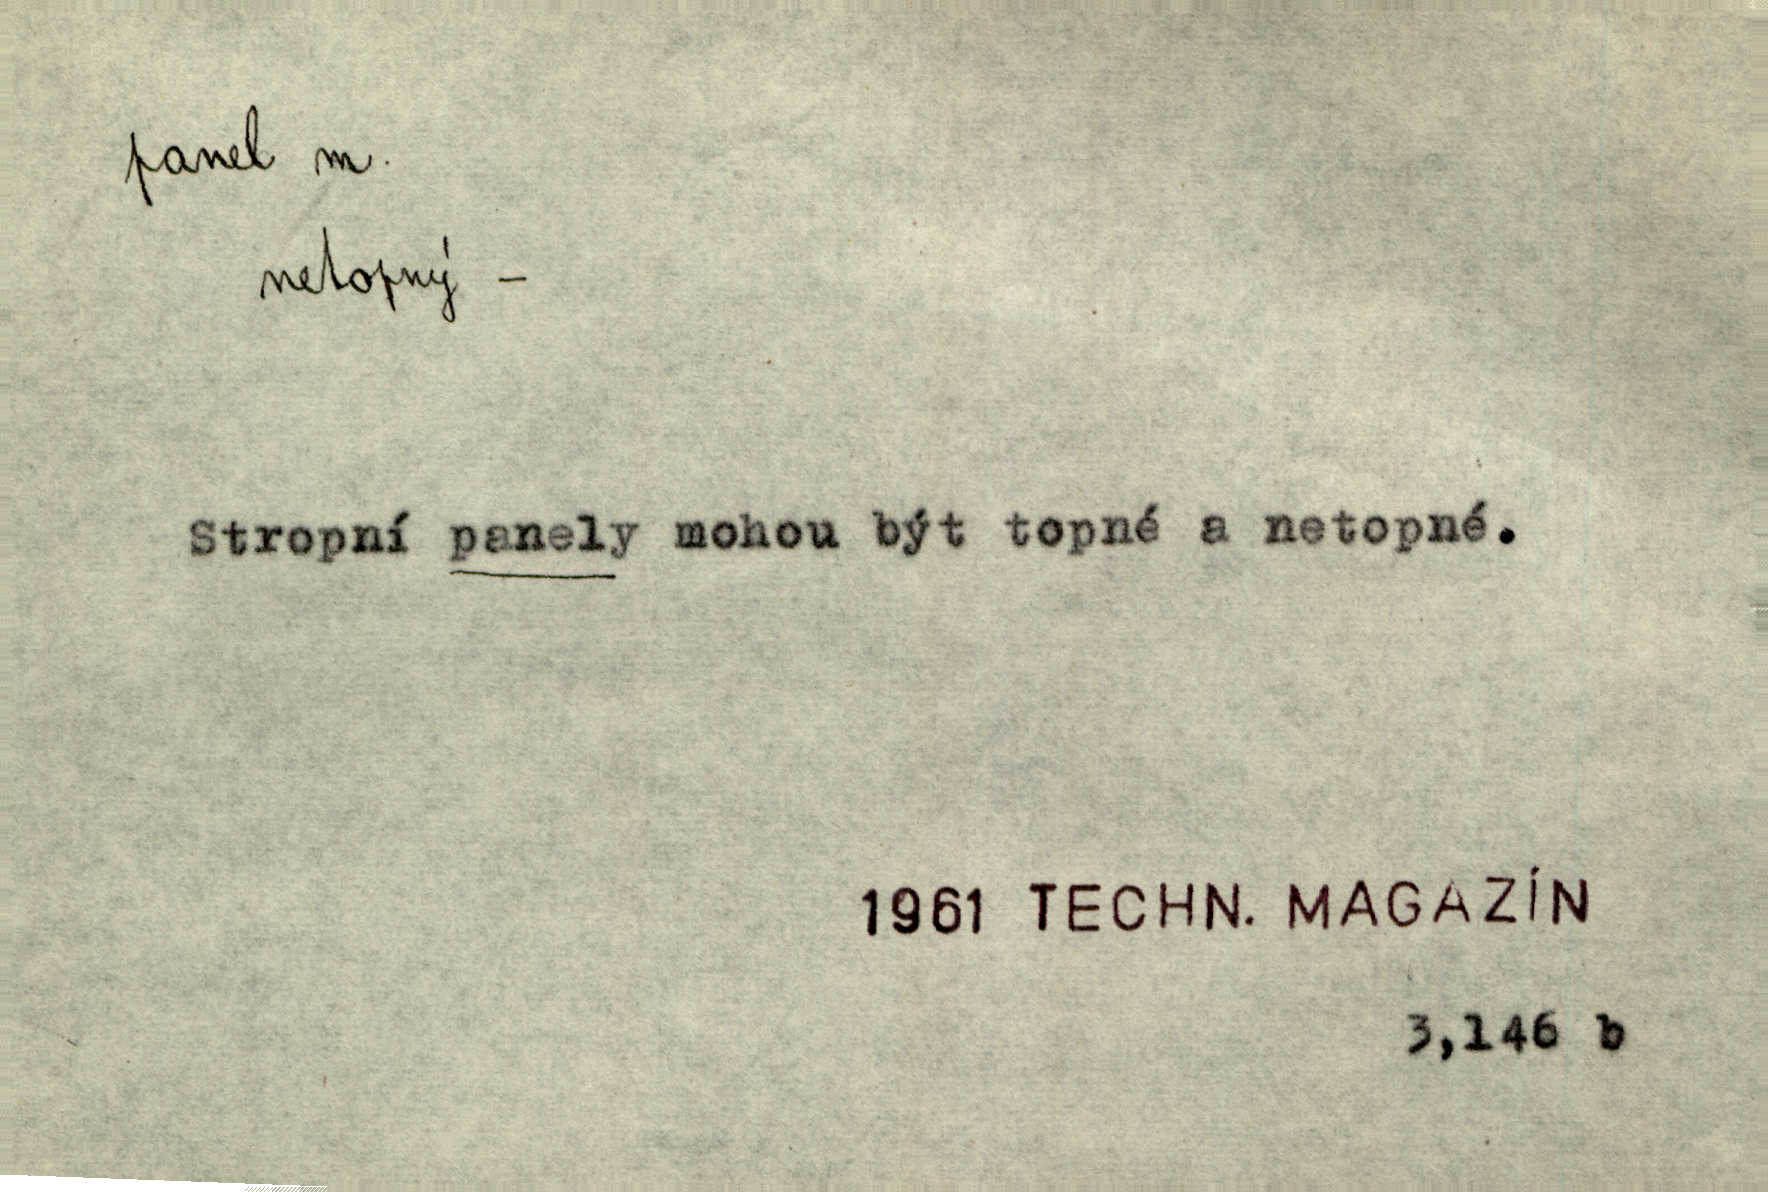 panel m.
netopný –
Stropní panely mohou být topné a netopné.
1961 TECHN. MAGAZÍN
3,146 b